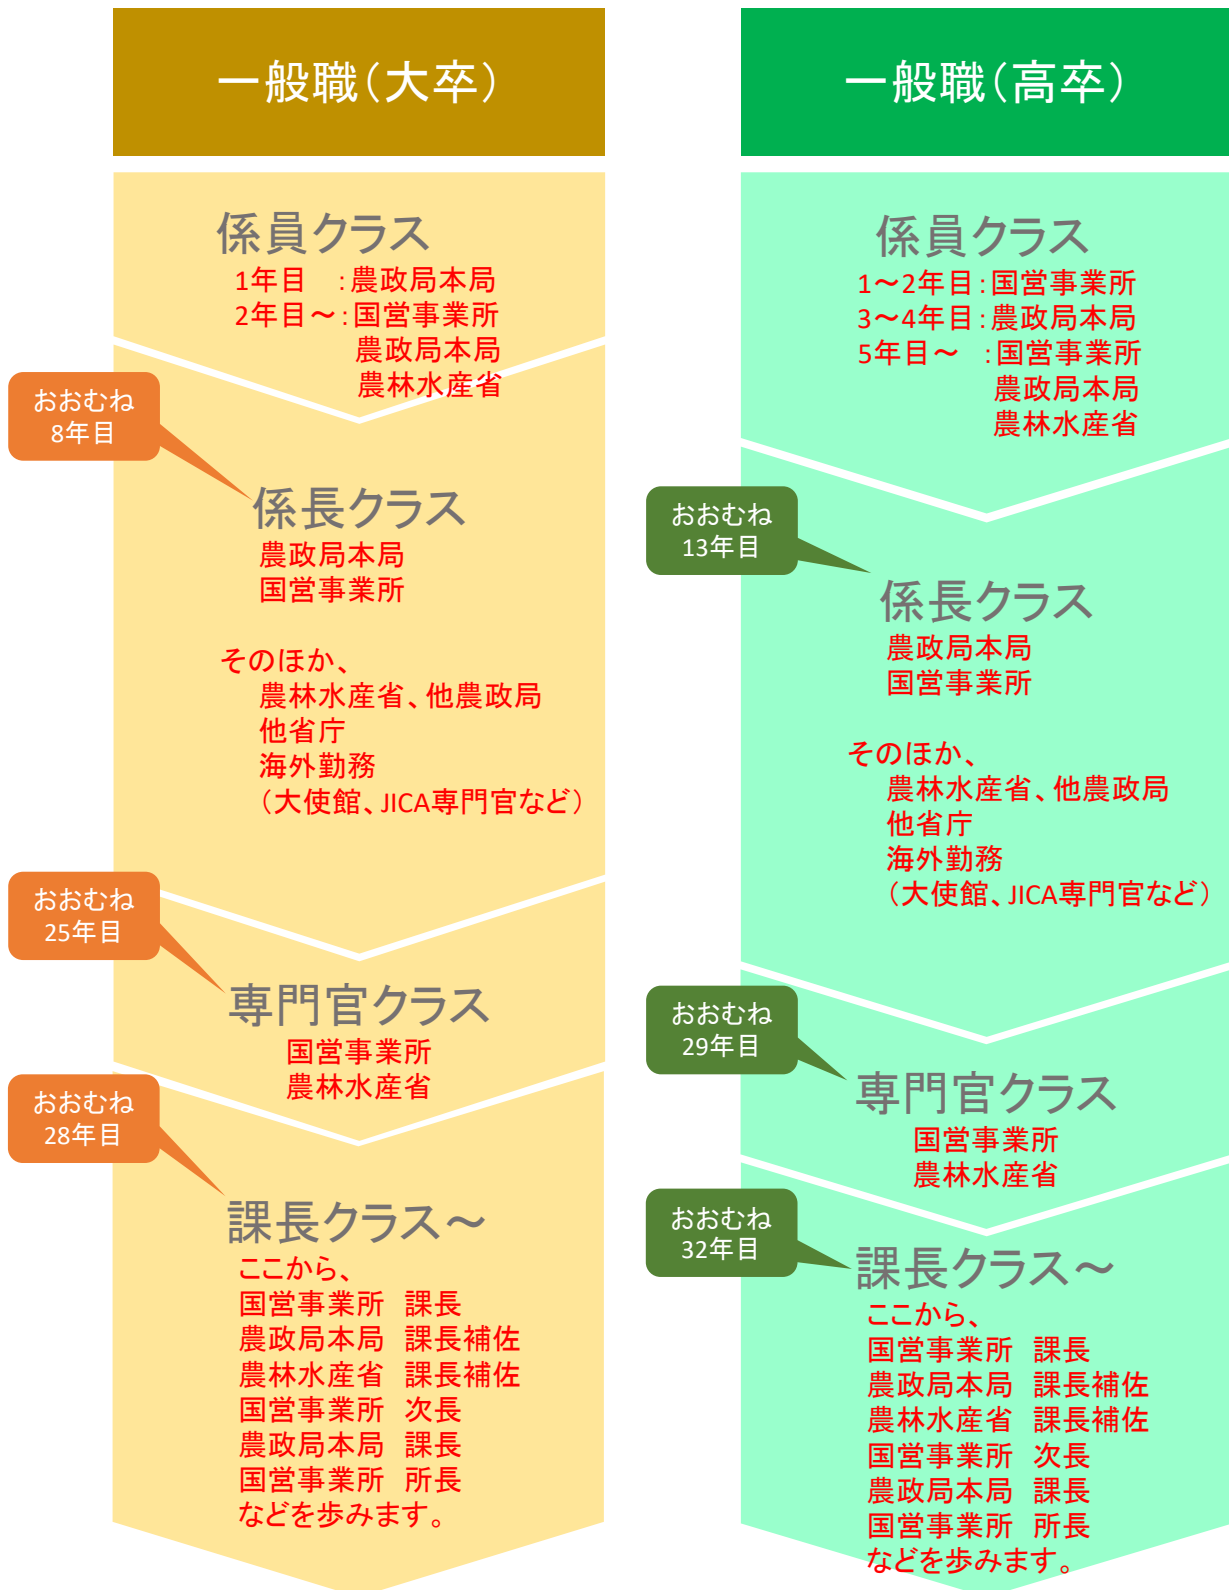 一般職（大卒）
係員クラス
1年目　：農政局本局
2年目～：国営事業所
農政局本局
農林水産省
おおむね
8年目
係長クラス
農政局本局
国営事業所
そのほか、
農林水産省、他農政局
他省庁
海外勤務
（大使館、JICA専門官など）
おおむね
25年目
専門官クラス
国営事業所
農林水産省
おおむね
28年目
課長クラス～
ここから、
国営事業所　課長
農政局本局　課長補佐
農林水産省　課長補佐
国営事業所　次長
農政局本局　課長
国営事業所　所長
などを歩みます。
一般職（高卒）
係員クラス
1～2年目：国営事業所
3～4年目：農政局本局
5年目～　：国営事業所
農政局本局
農林水産省
おおむね
13年目
係長クラス
農政局本局
国営事業所
そのほか、
農林水産省、他農政局
他省庁
海外勤務
（大使館、JICA専門官など）
おおむね
29年目
専門官クラス
国営事業所
農林水産省
おおむね
32年目
課長クラス～
ここから、
国営事業所　課長
農政局本局　課長補佐
農林水産省　課長補佐
国営事業所　次長
農政局本局　課長
国営事業所　所長
などを歩みます。